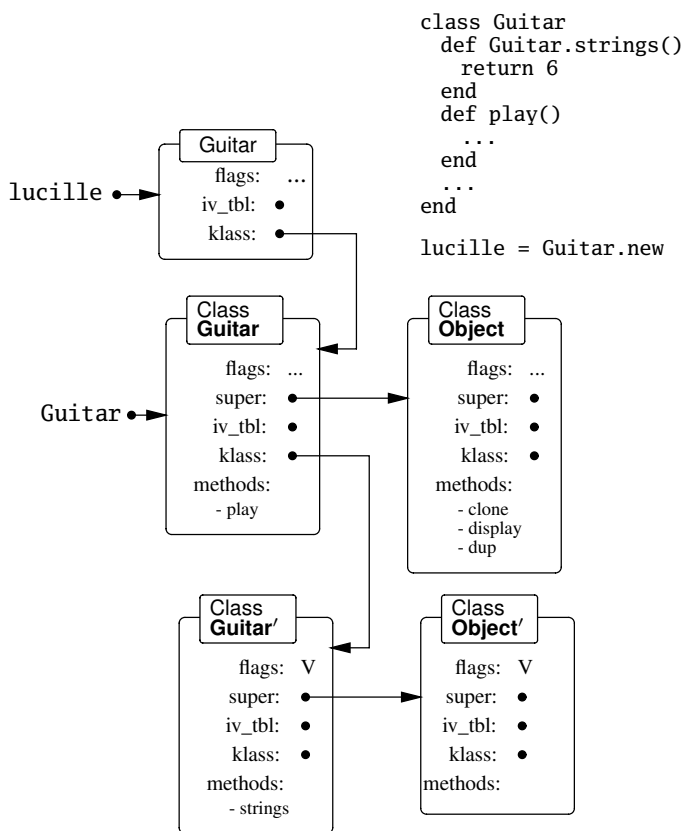 class Guitar
def Guitar.strings()
return 6
end
def play()
...
end
...
end
lucille = Guitar.new
lucille
Guitar
flags: ...
iv_tbl:
klass:
Guitar
Class
Guitar
flags: ...
super:
iv_tbl:
klass:
methods:
- play
Class
Object
flags: ...
super:
iv_tbl:
klass:
methods:
- clone
- display
- dup
Class
Guitar′
flags: V
super:
iv_tbl:
klass:
methods:
- strings
Class
Object′
flags: V
super:
iv_tbl:
klass:
methods: